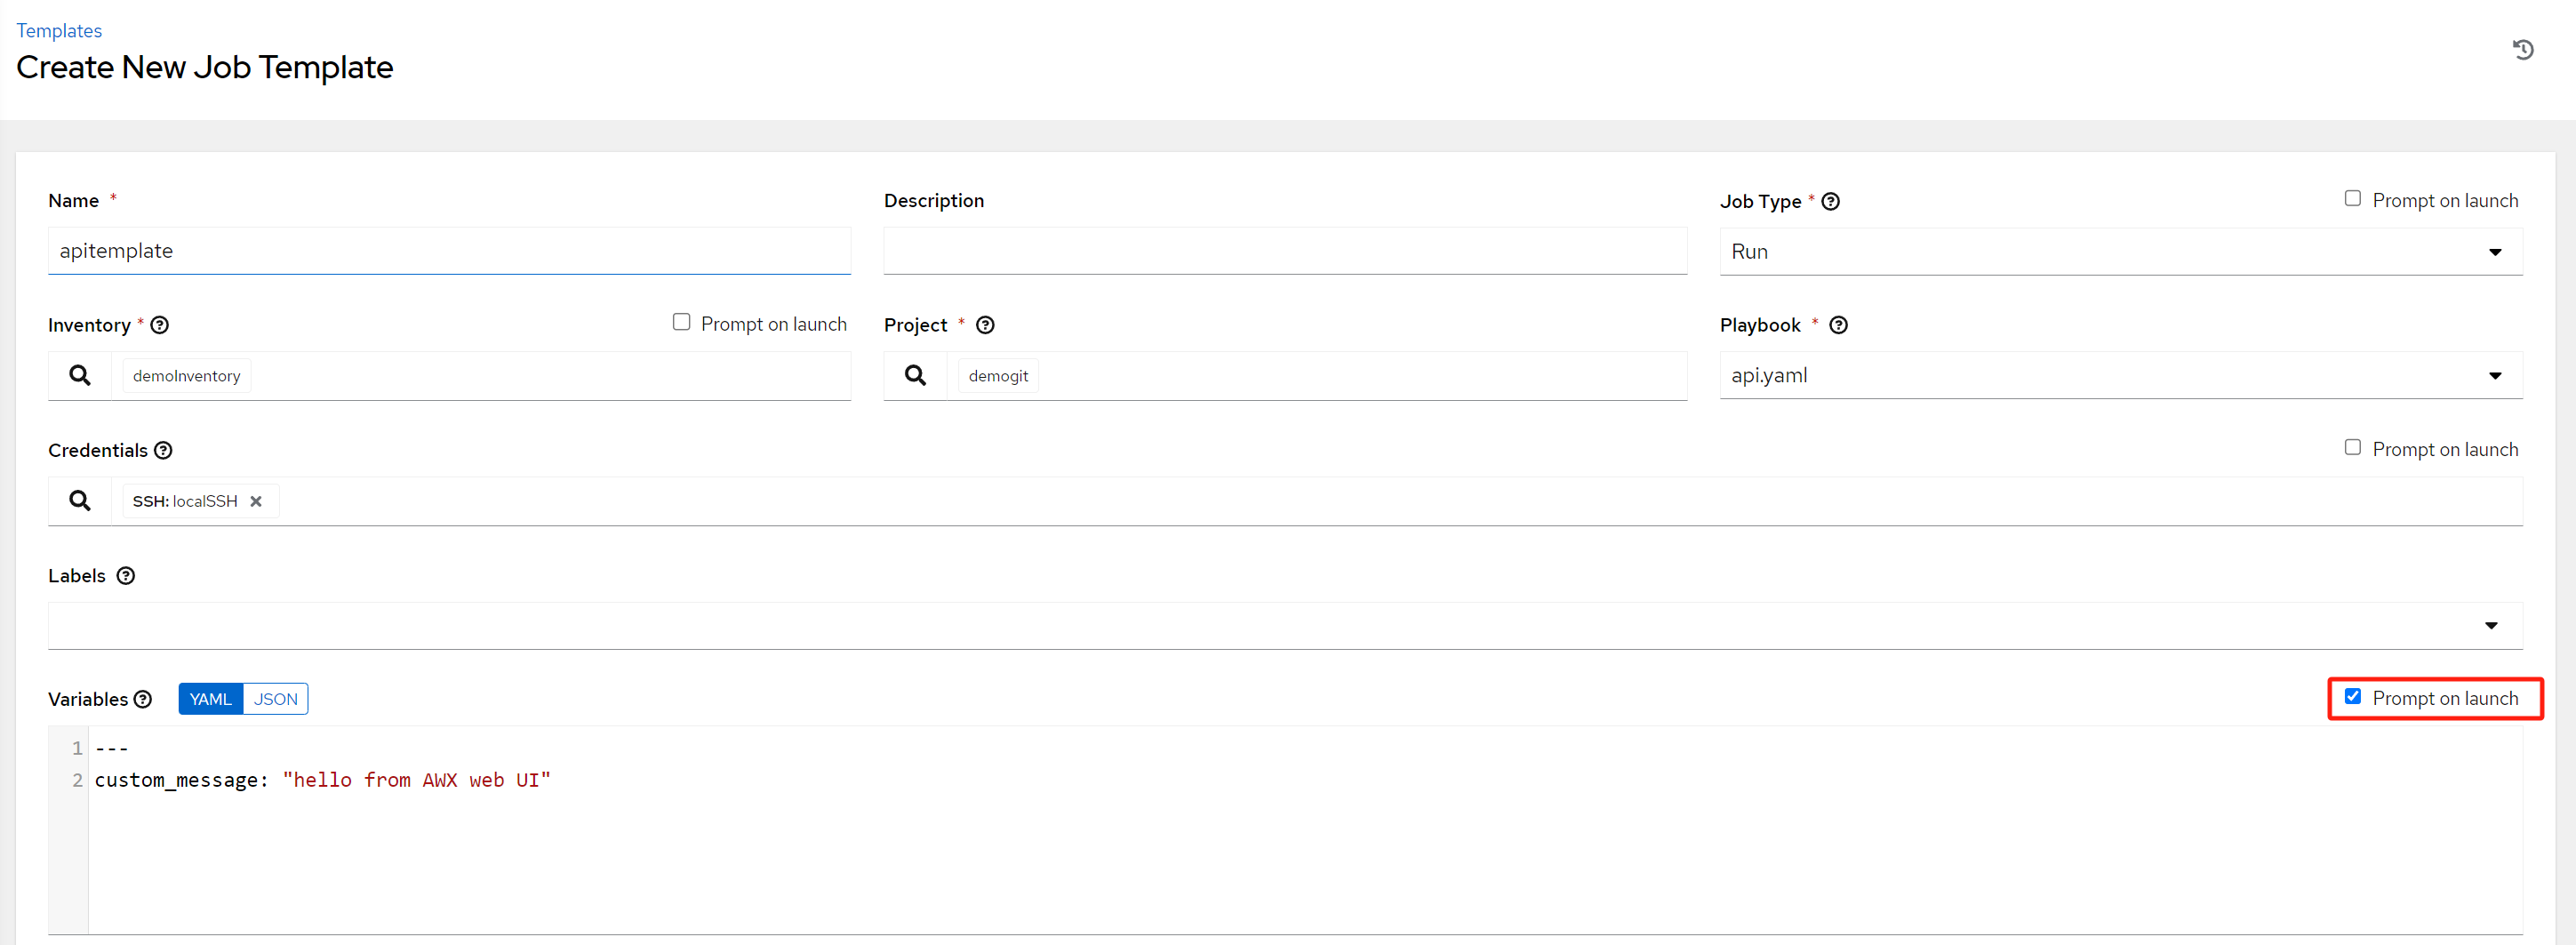 Templates
Create New Job Template
Name *
Description
Job Type *
Prompt on launch
apitemplate
Run
Inventory *
Prompt on launch
Project *
Playbook *
demoInventory
demogit
api.yaml
Credentials
Prompt on launch
SSH: localSSH
Labels
Variables
YAML
JSON
Prompt on launch
1 ---
2 custom_message: "hello from AWX web UI"